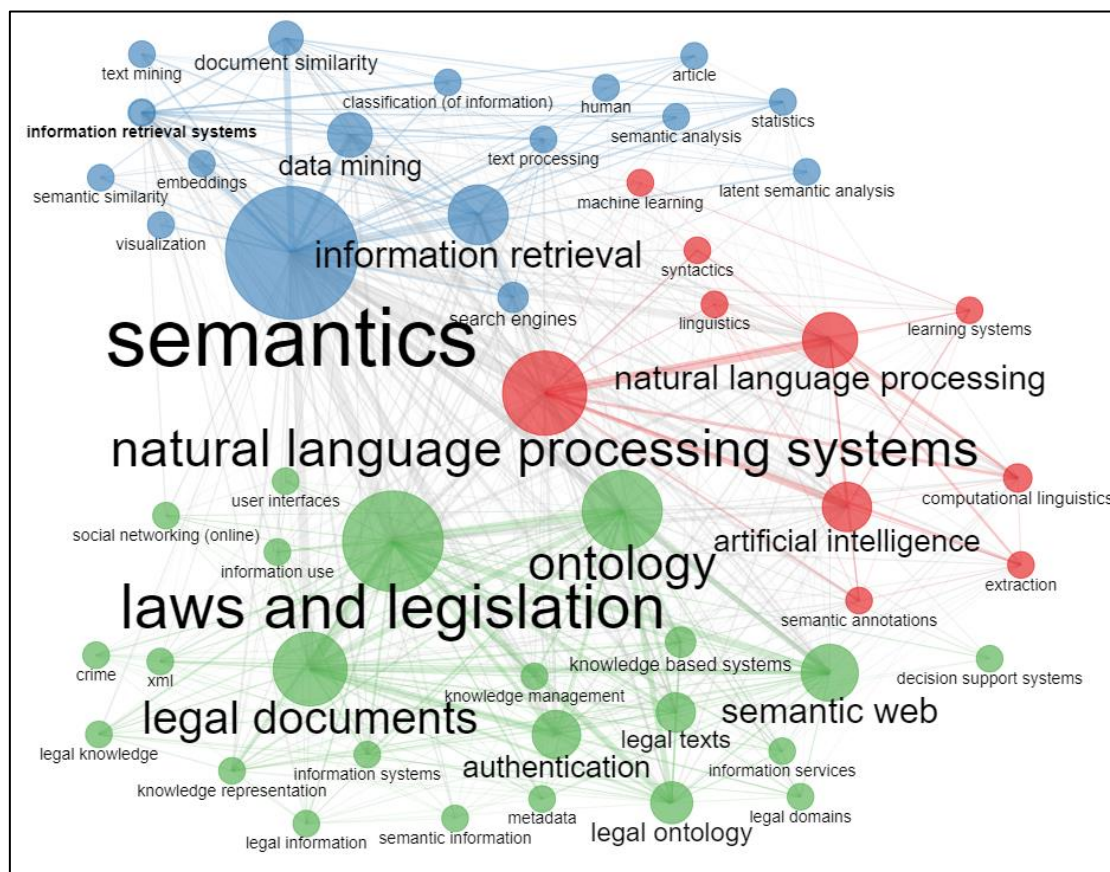 document similarity
text mining
article
classification (of information)
human
statistics
information retrieval systems
semantic analysis
data mining
text processing
embeddings
semantic similarity
latent semantic analysis
machine learning
visualization
information retrieval
syntactics
search engines
linguistics
learning systems
semantics
natural language processing
natural language processing systems
user interfaces
computational linguistics
social networking (online)
artificial intelligence
information use
ontology
extraction
laws and legislation
semantic annotations
knowledge based systems
crime
xml
decision support systems
knowledge management
legal documents
semantic web
legal texts
legal knowledge
authentication
information systems
information services
knowledge representation
metadata
legal domains
legal ontology
semantic information
legal information